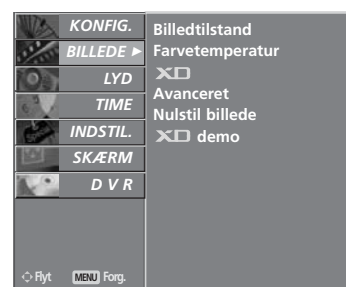 KONFIG.
BILLEDE ►
LYD
TIME
INDSTIL.
SKÆRM
D V R
Billedtilstand
Farvetemperatur
XD
Avanceret
Nulstil billede
XD demo
Flyt MENU Forg.